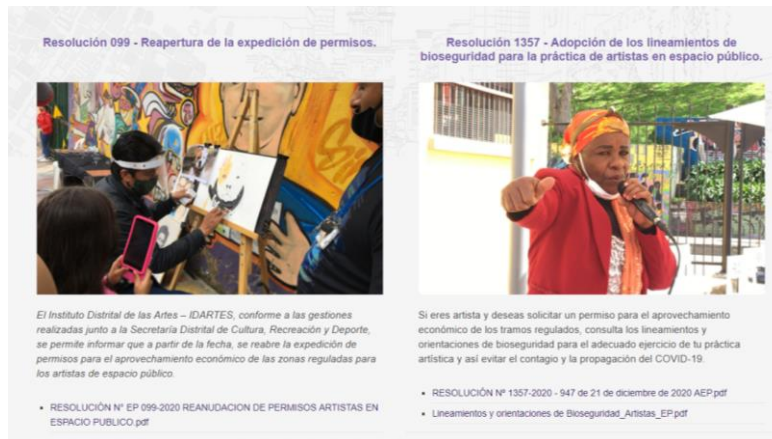 Resolución 099 - Reapertura de la expedición de permisos.
El Instituto Distrital de las Artes – IDARTES, conforme a las gestiones
realizadas junto a la Secretaría Distrital de Cultura, Recreación y Deporte,
se permite informar que a partir de la fecha, se reabre la expedición de
permisos para el aprovechamiento económico de las zonas reguladas para
los artistas de espacio público.
RESOLUCIÓN N° EP 099-2020 REANUDACION DE PERMISOS ARTISTAS EN
ESPACIO PUBLICO.pdf
Resolución 1357 - Adopción de los lineamientos de
bioseguridad para la práctica de artistas en espacio público.
Si eres artista y deseas solicitar un permiso para el aprovechamiento
económico de los tramos regulados, consulta los lineamientos y
orientaciones de bioseguridad para el adecuado ejercicio de tu práctica
artística y así evitar el contagio y la propagación del COVID-19.
RESOLUCIÓN Nº 1357-2020 - 947 de 21 de diciembre de 2020 AEP.pdf
Lineamientos y orientaciones de Bioseguridad_Artistas_EP.pdf